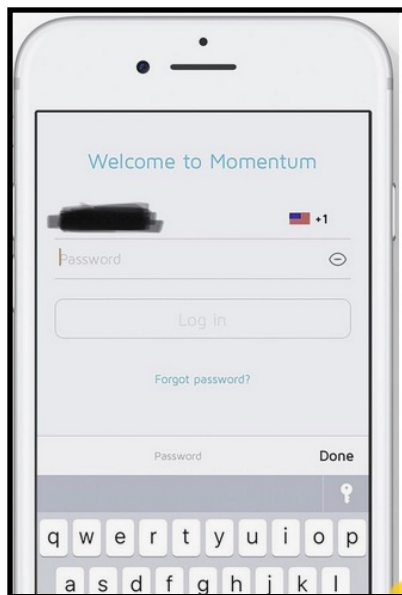 Welcome to Momentum
+1
Password
Log in
Forgot password?
Password Done
q w e r t y u i o p
a s d f g h j k l